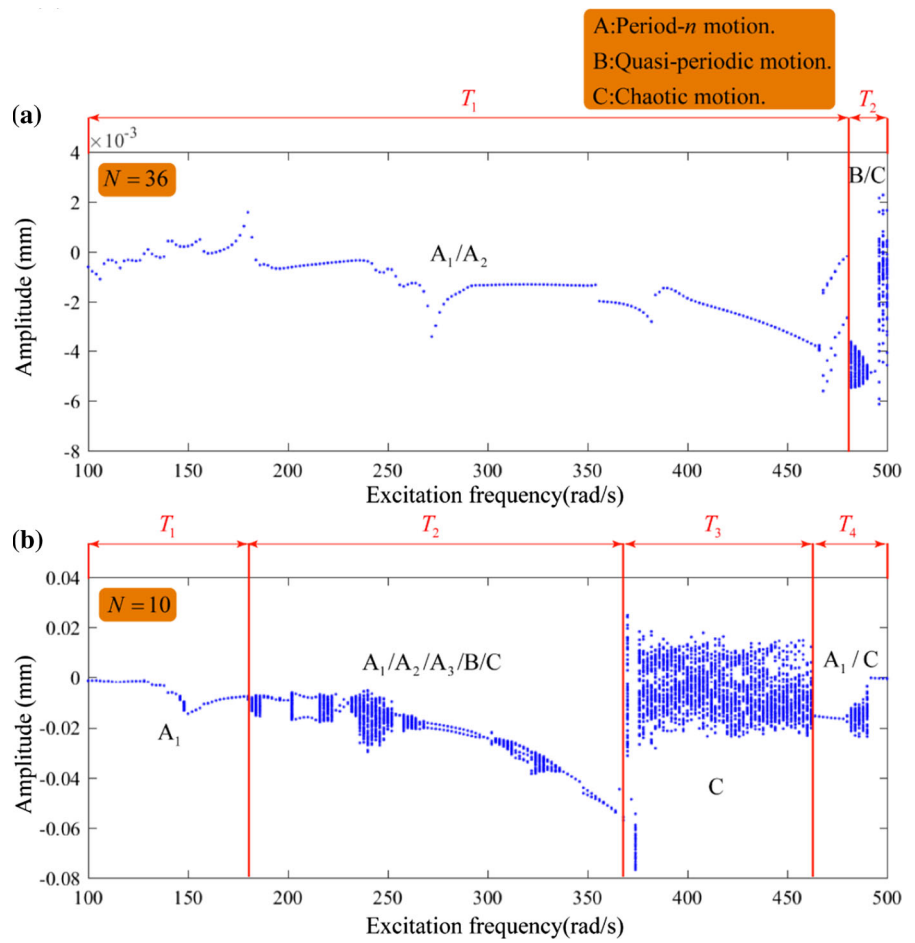 A:Period-n motion.
B:Quasi-periodic motion.
C:Chaotic motion.
(a)
T₁
T₂
×10⁻³
N = 36
B/C
A₁/A₂
4
2
0
-2
-4
-6
-8
Amplitude (mm)
100 150 200 250 300 350 400 450 500
Excitation frequency(rad/s)
(b)
T₁ T₂ T₃ T₄
N = 10
A₁/A₂/A₃/B/C
A₁ / C
A₁
C
0.04
0.02
0
-0.02
-0.04
-0.06
-0.08
Amplitude (mm)
100 150 200 250 300 350 400 450 500
Excitation frequency(rad/s)